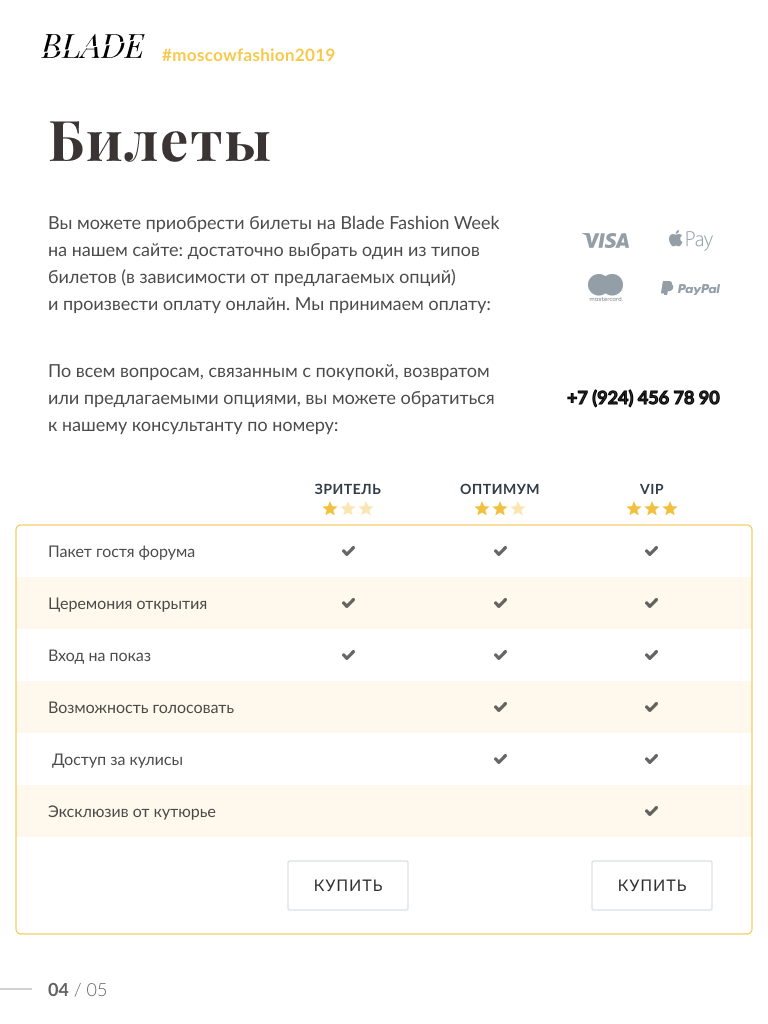 BLADE #moscowfashion2019
Билеты
Вы можете приобрести билеты на Blade Fashion Week
на нашем сайте: достаточно выбрать один из типов
билетов (в зависимости от предлагаемых опций)
и произвести оплату онлайн. Мы принимаем оплату:
VISA Pay
mastercard PayPal
По всем вопросам, связанным с покупокй, возвратом
или предлагаемыми опциями, вы можете обратиться
к нашему консультанту по номеру:
+7 (924) 456 78 90
ЗРИТЕЛЬ ОПТИМУМ VIP
Пакет гостя форума
Церемония открытия
Вход на показ
Возможность голосовать
Доступ за кулисы
Эксклюзив от кутюрье
КУПИТЬ КУПИТЬ
04 / 05